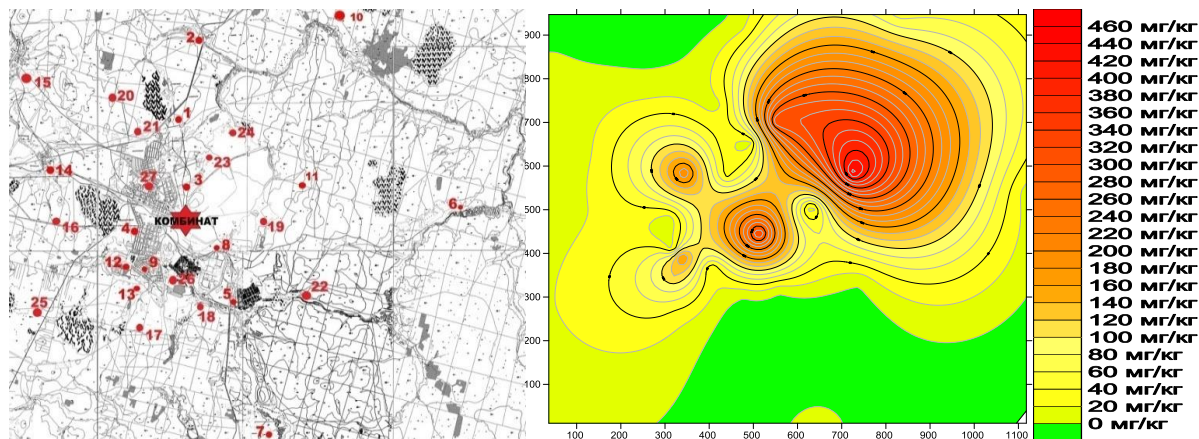 10
2
15
20
1
21
24
23
14
27
3
11
6
КОМБИНАТ
16
19
4
8
12
9
26
13
5
22
25
18
17
7
900
800
700
600
500
400
300
200
100
100 200 300 400 500 600 700 800 900 1000 1100
460 мг/кг
440 мг/кг
420 мг/кг
400 мг/кг
380 мг/кг
360 мг/кг
340 мг/кг
320 мг/кг
300 мг/кг
280 мг/кг
260 мг/кг
240 мг/кг
220 мг/кг
200 мг/кг
180 мг/кг
160 мг/кг
140 мг/кг
120 мг/кг
100 мг/кг
80 мг/кг
60 мг/кг
40 мг/кг
20 мг/кг
0 мг/кг